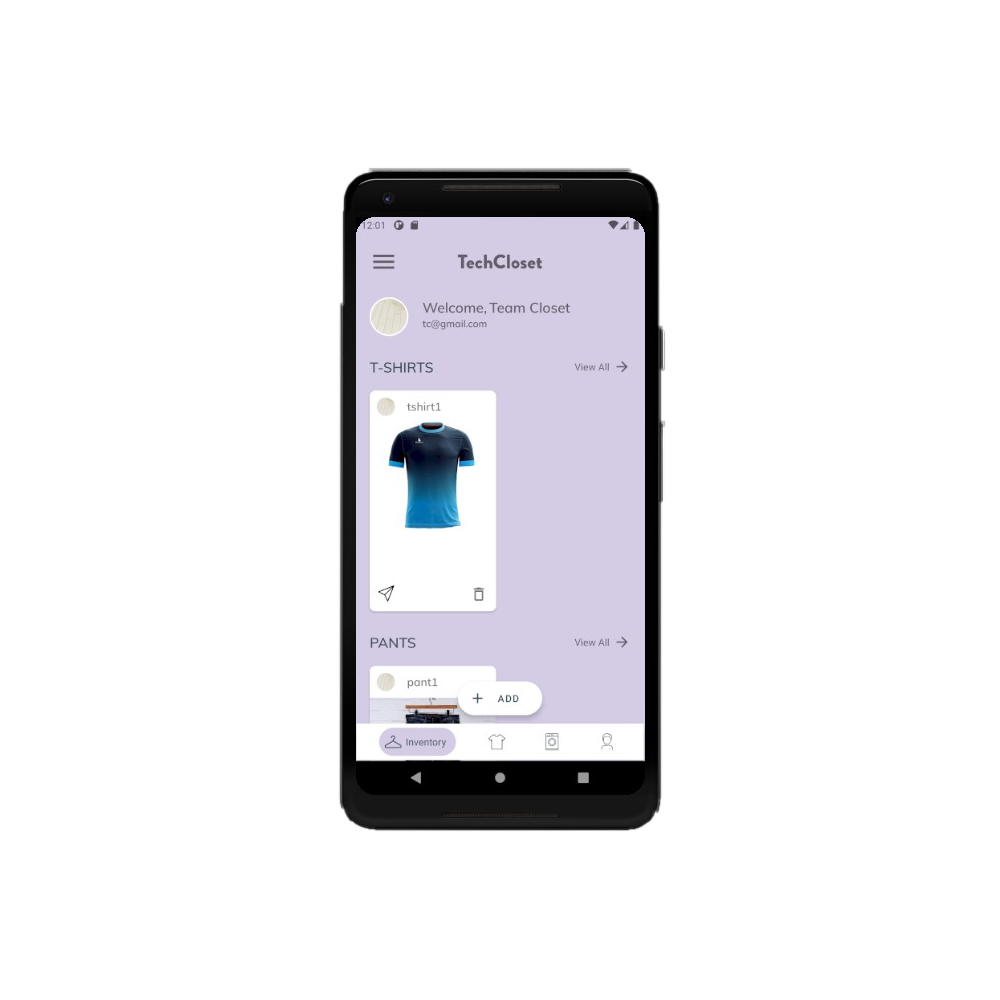 12:01
TechCloset
Welcome, Team Closet
tc@gmail.com
T-SHIRTS
View All
tshirt1
PANTS
View All
pant1
+ ADD
Inventory